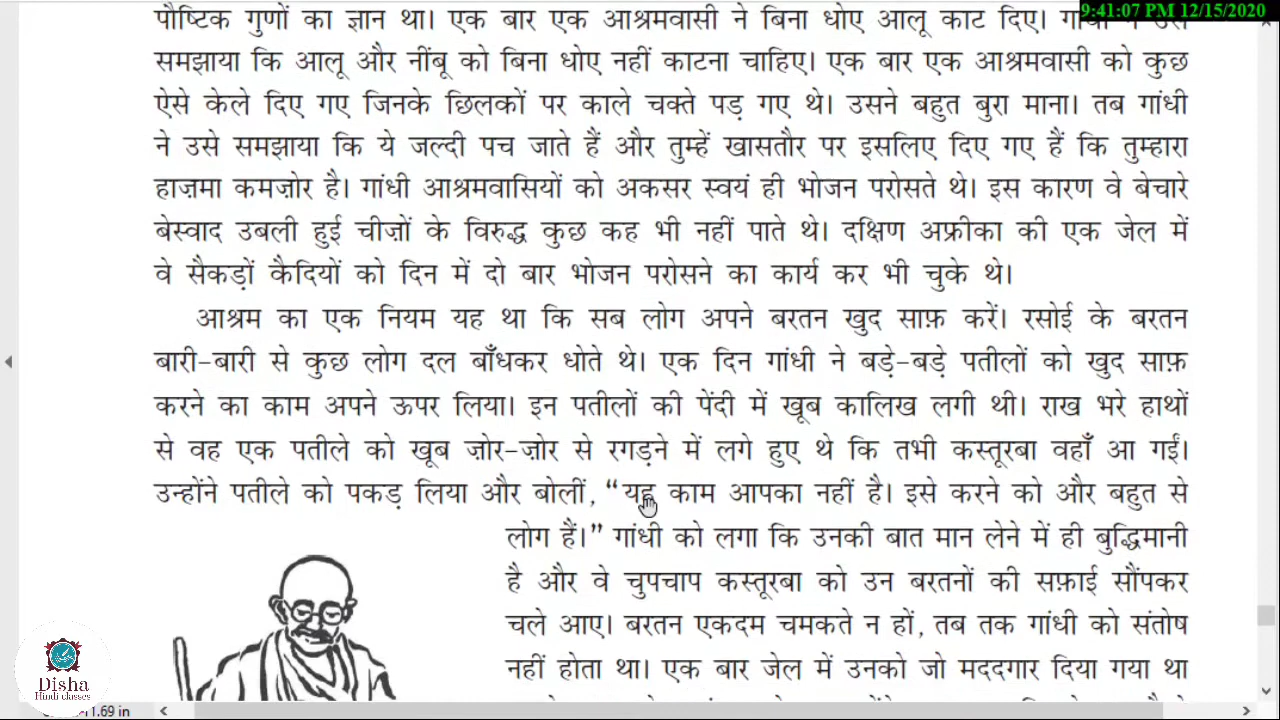 9:41:07 PM 12/15/2020
पौष्टिक गुणों का ज्ञान था। एक बार एक आश्रमवासी ने बिना धोए आलू काट दिए। गांधी ने उसे
समझाया कि आलू और नींबू को बिना धोए नहीं काटना चाहिए। एक बार एक आश्रमवासी को कुछ
ऐसे केले दिए गए जिनके छिलकों पर काले चक्ते पड़ गए थे। उसने बहुत बुरा माना। तब गांधी
ने उसे समझाया कि ये जल्दी पच जाते हैं और तुम्हें खासतौर पर इसलिए दिए गए हैं कि तुम्हारा
हाज़मा कमज़ोर है। गांधी आश्रमवासियों को अकसर स्वयं ही भोजन परोसते थे। इस कारण वे बेचारे
बेस्वाद उबली हुई चीज़ों के विरुद्ध कुछ कह भी नहीं पाते थे। दक्षिण अफ्रीका की एक जेल में
वे सैकड़ों कैदियों को दिन में दो बार भोजन परोसने का कार्य कर भी चुके थे।
आश्रम का एक नियम यह था कि सब लोग अपने बरतन खुद साफ़ करें। रसोई के बरतन
बारी-बारी से कुछ लोग दल बाँधकर धोते थे। एक दिन गांधी ने बड़े-बड़े पतीलों को खुद साफ़
करने का काम अपने ऊपर लिया। इन पतीलों की पेंदी में खूब कालिख लगी थी। राख भरे हाथों
से वह एक पतीले को खूब ज़ोर-ज़ोर से रगड़ने में लगे हुए थे कि तभी कस्तूरबा वहाँ आ गईं।
उन्होंने पतीले को पकड़ लिया और बोलीं, “यह काम आपका नहीं है। इसे करने को और बहुत से
लोग हैं।” गांधी को लगा कि उनकी बात मान लेने में ही बुद्धिमानी
है और वे चुपचाप कस्तूरबा को उन बरतनों की सफ़ाई सौंपकर
चले आए। बरतन एकदम चमकते न हों, तब तक गांधी को संतोष
नहीं होता था। एक बार जेल में उनको जो मददगार दिया गया था
Disha
Hindi classes
1.69 in